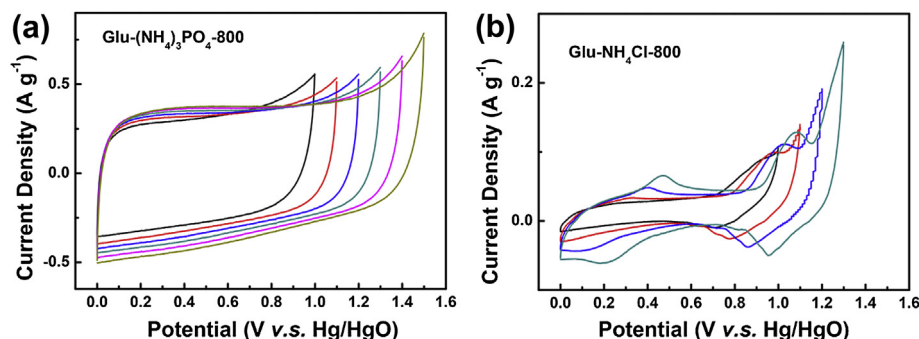 (a)
Glu-(NH₄)₃PO₄-800
Current Density (A g⁻¹)
0.5
0.0
-0.5
0.0 0.2 0.4 0.6 0.8 1.0 1.2 1.4 1.6
Potential (V v.s. Hg/HgO)
(b)
Glu-NH₄Cl-800
Current Density (A g⁻¹)
0.2
0.0
0.0 0.2 0.4 0.6 0.8 1.0 1.2 1.4 1.6
Potential (V v.s. Hg/HgO)